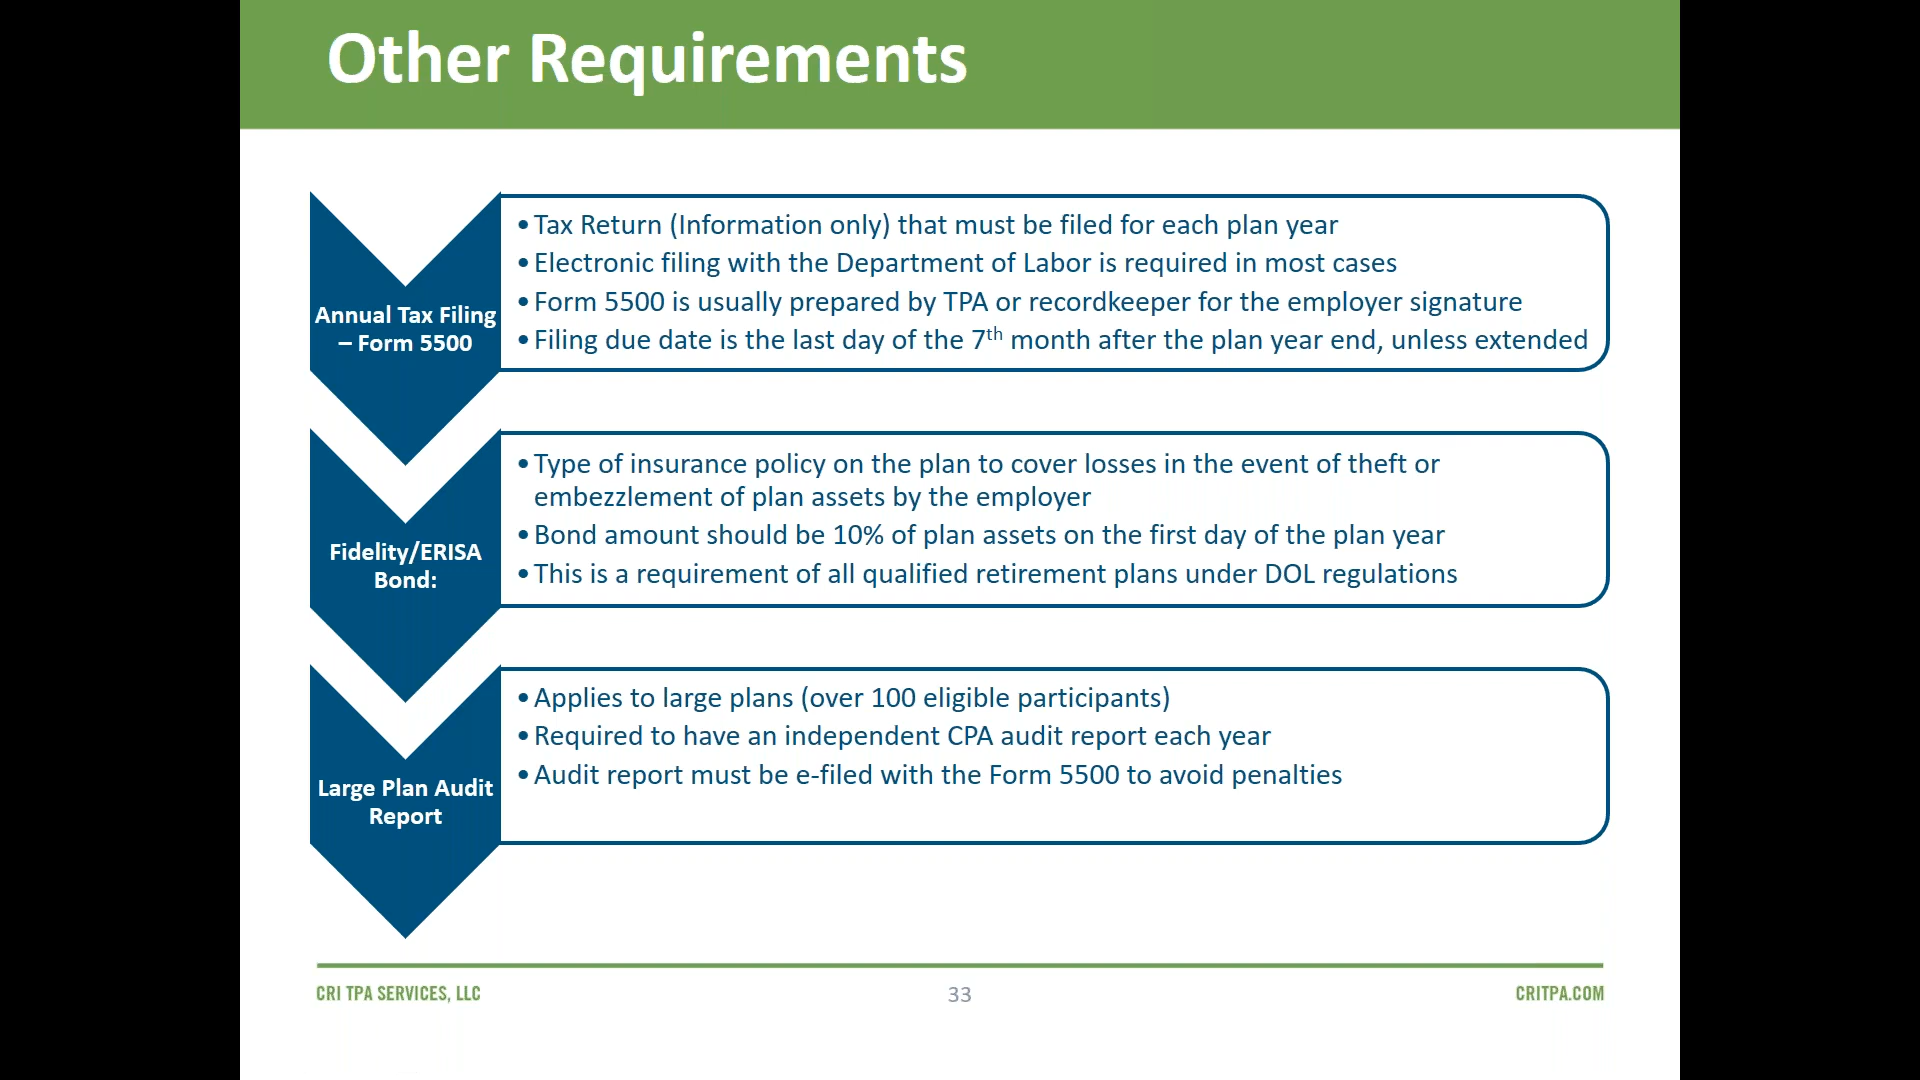 Other Requirements
Annual Tax Filing
– Form 5500
•Tax Return (Information only) that must be filed for each plan year
•Electronic filing with the Department of Labor is required in most cases
•Form 5500 is usually prepared by TPA or recordkeeper for the employer signature
•Filing due date is the last day of the 7th month after the plan year end, unless extended
Fidelity/ERISA
Bond:
•Type of insurance policy on the plan to cover losses in the event of theft or
embezzlement of plan assets by the employer
•Bond amount should be 10% of plan assets on the first day of the plan year
•This is a requirement of all qualified retirement plans under DOL regulations
Large Plan Audit
Report
•Applies to large plans (over 100 eligible participants)
•Required to have an independent CPA audit report each year
•Audit report must be e-filed with the Form 5500 to avoid penalties
CRI TPA SERVICES, LLC
33
CRITPA.COM